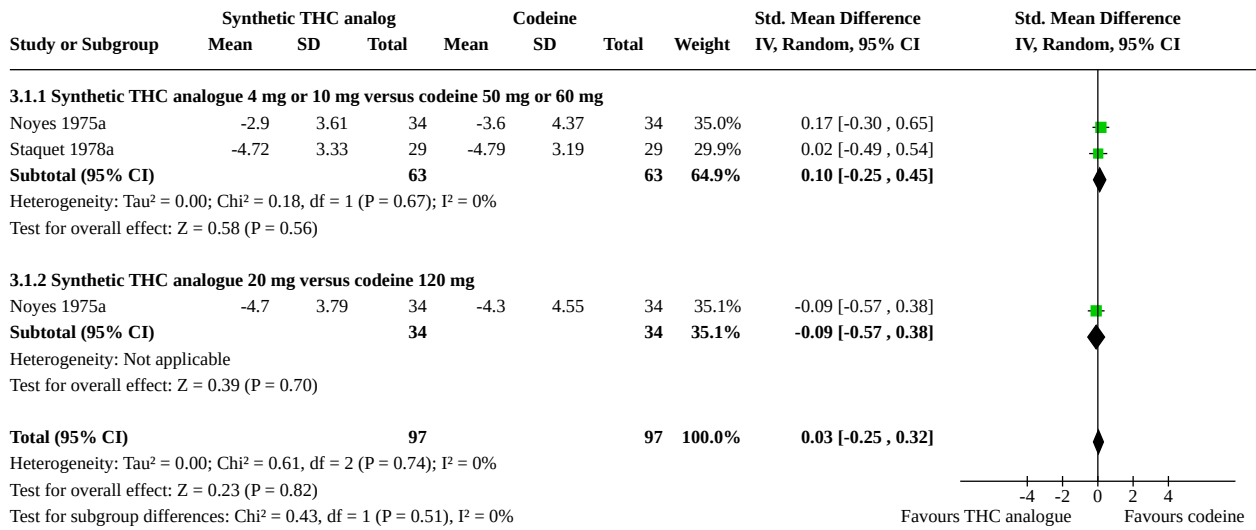 Synthetic THC analog Codeine Std. Mean Difference Std. Mean Difference
Study or Subgroup Mean SD Total Mean SD Total Weight IV, Random, 95% CI IV, Random, 95% CI
3.1.1 Synthetic THC analogue 4 mg or 10 mg versus codeine 50 mg or 60 mg
Noyes 1975a -2.9 3.61 34 -3.6 4.37 34 35.0% 0.17 [-0.30 , 0.65]
Staquet 1978a -4.72 3.33 29 -4.79 3.19 29 29.9% 0.02 [-0.49 , 0.54]
Subtotal (95% CI) 63 63 64.9% 0.10 [-0.25 , 0.45]
Heterogeneity: Tau² = 0.00; Chi² = 0.18, df = 1 (P = 0.67); I² = 0%
Test for overall effect: Z = 0.58 (P = 0.56)
3.1.2 Synthetic THC analogue 20 mg versus codeine 120 mg
Noyes 1975a -4.7 3.79 34 -4.3 4.55 34 35.1% -0.09 [-0.57 , 0.38]
Subtotal (95% CI) 34 34 35.1% -0.09 [-0.57 , 0.38]
Heterogeneity: Not applicable
Test for overall effect: Z = 0.39 (P = 0.70)
Total (95% CI) 97 97 100.0% 0.03 [-0.25 , 0.32]
Heterogeneity: Tau² = 0.00; Chi² = 0.61, df = 2 (P = 0.74); I² = 0%
Test for overall effect: Z = 0.23 (P = 0.82)
-4 -2 0 2 4
Test for subgroup differences: Chi² = 0.43, df = 1 (P = 0.51), I² = 0%
Favours THC analogue Favours codeine